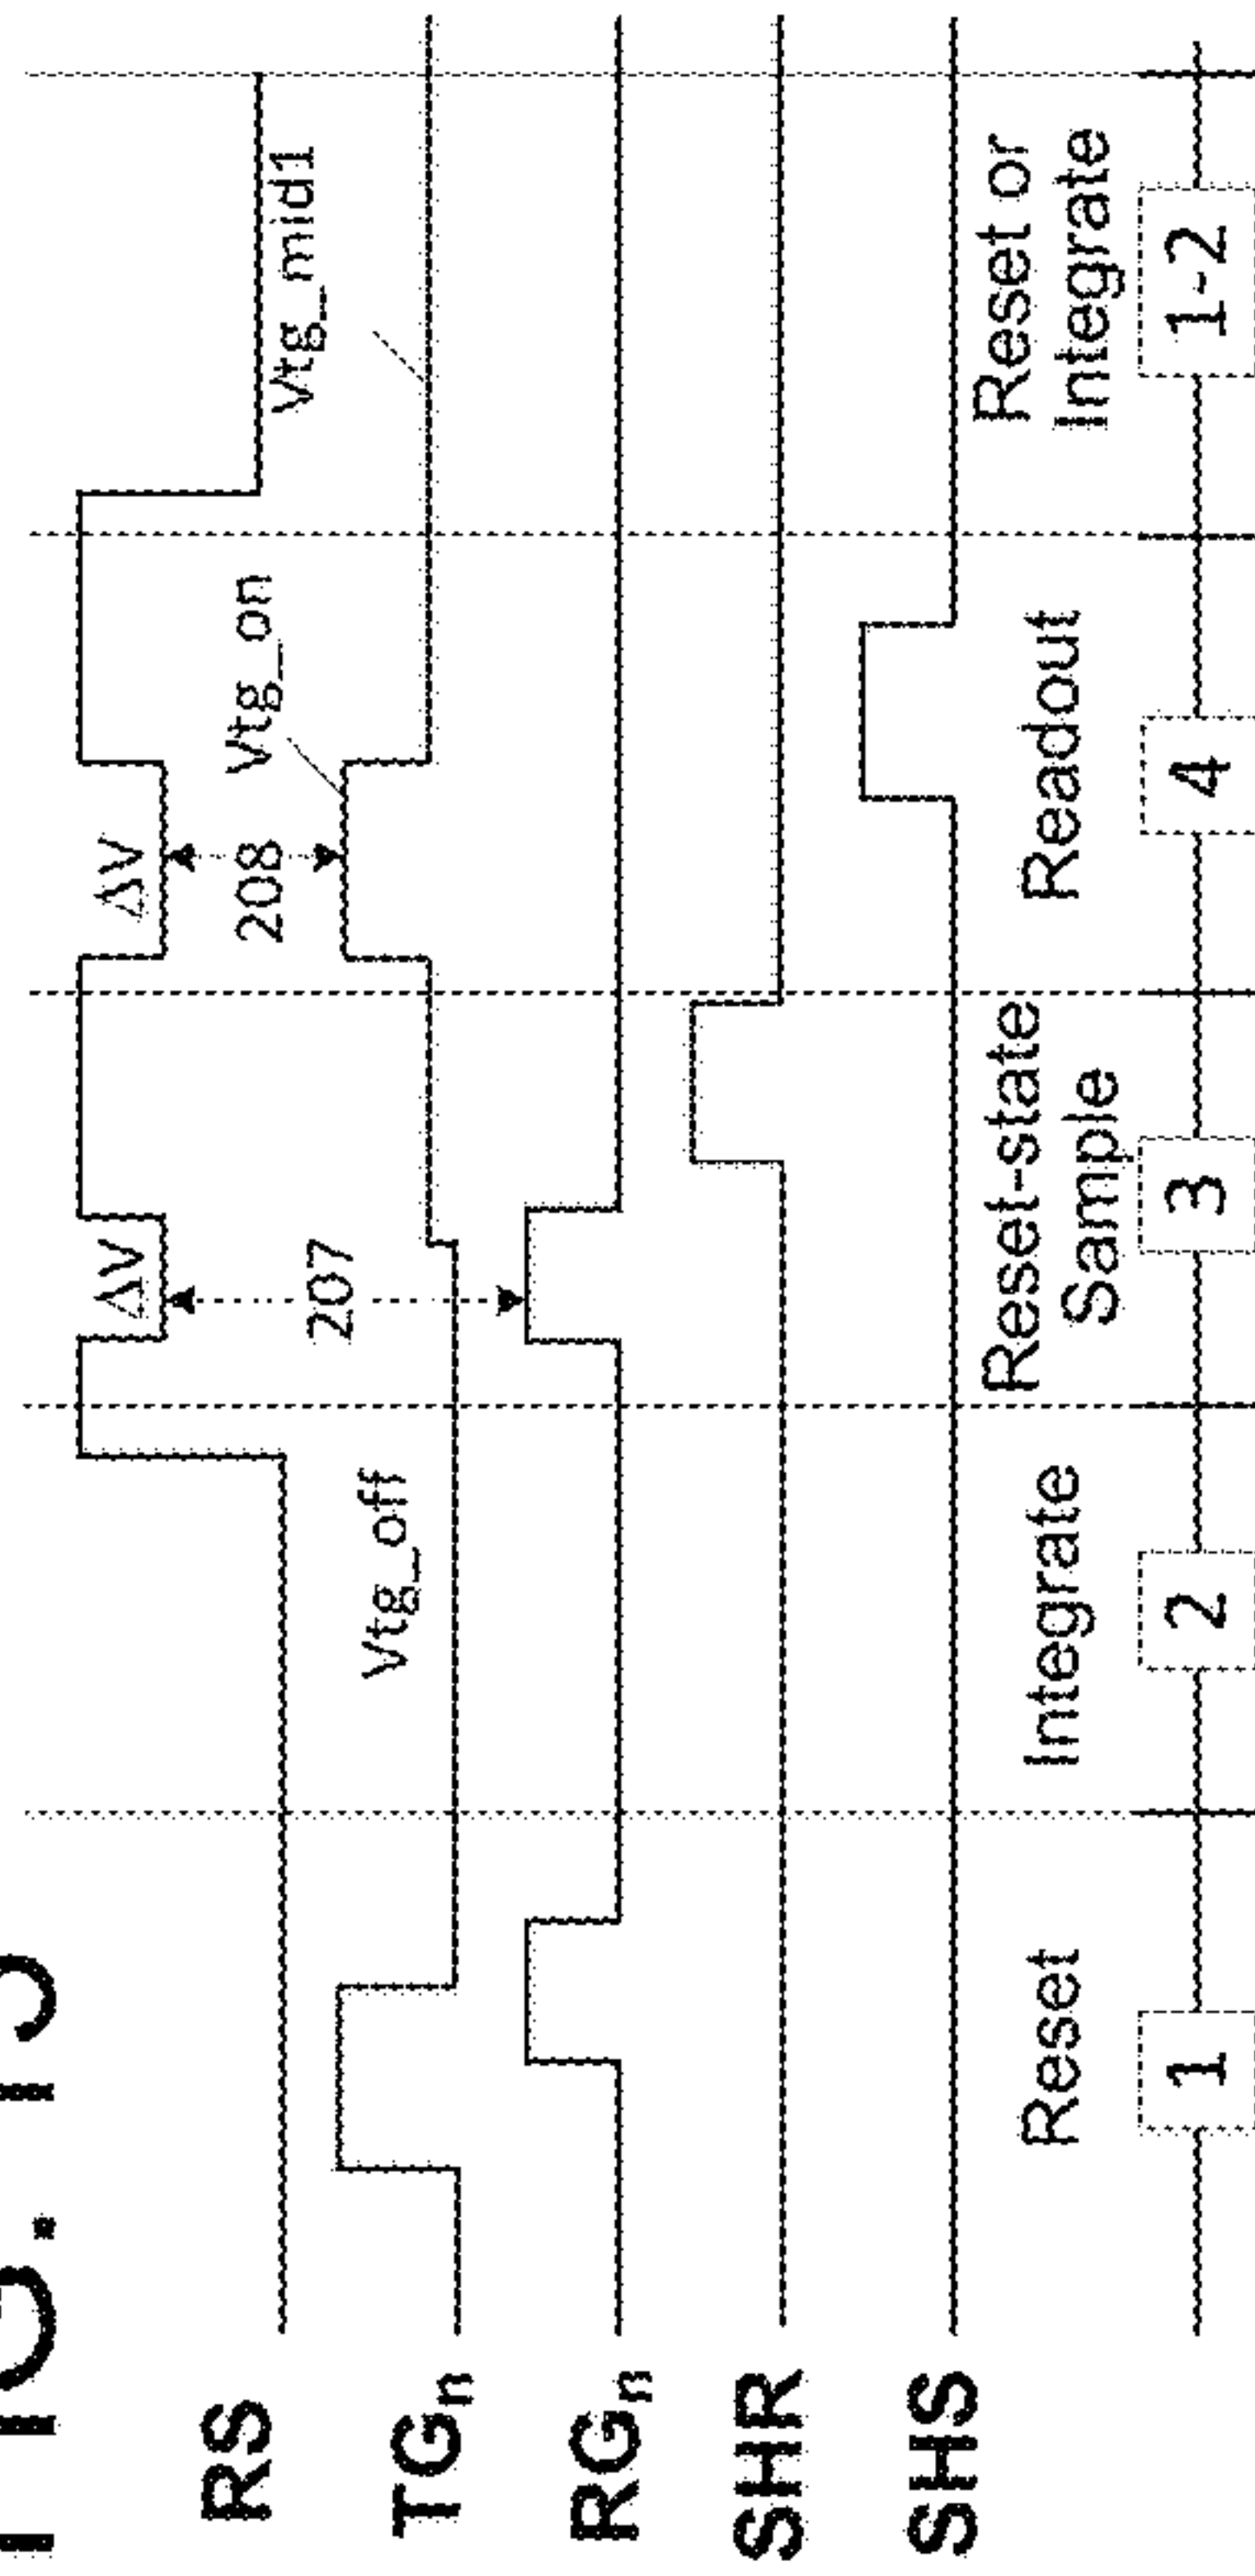 RS
ΔV
ΔV
207
208
Vtg_on
Vtg_mid1
TGn
Vtg_off
RGn
SHR
SHS
Reset
Integrate
Reset-state
Sample
Readout
Reset or
Integrate
1
2
3
4
1-2